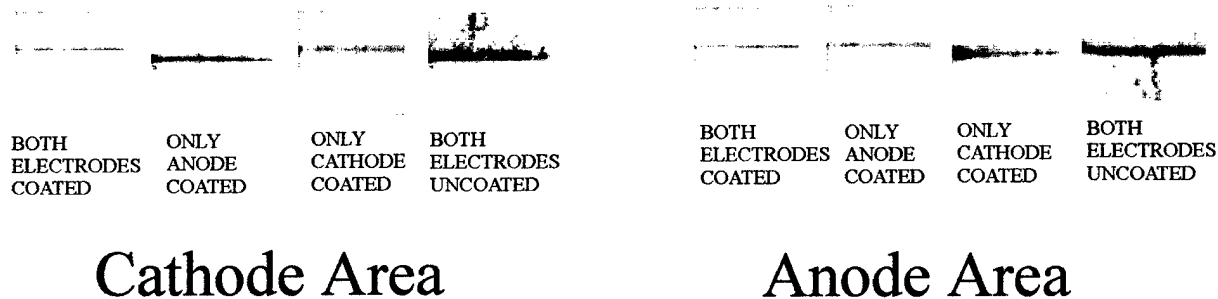 BOTH
ELECTRODES
COATED
ONLY
ANODE
COATED
ONLY
CATHODE
COATED
BOTH
ELECTRODES
UNCOATED
Cathode Area
BOTH
ELECTRODES
COATED
ONLY
ANODE
COATED
ONLY
CATHODE
COATED
BOTH
ELECTRODES
UNCOATED
Anode Area